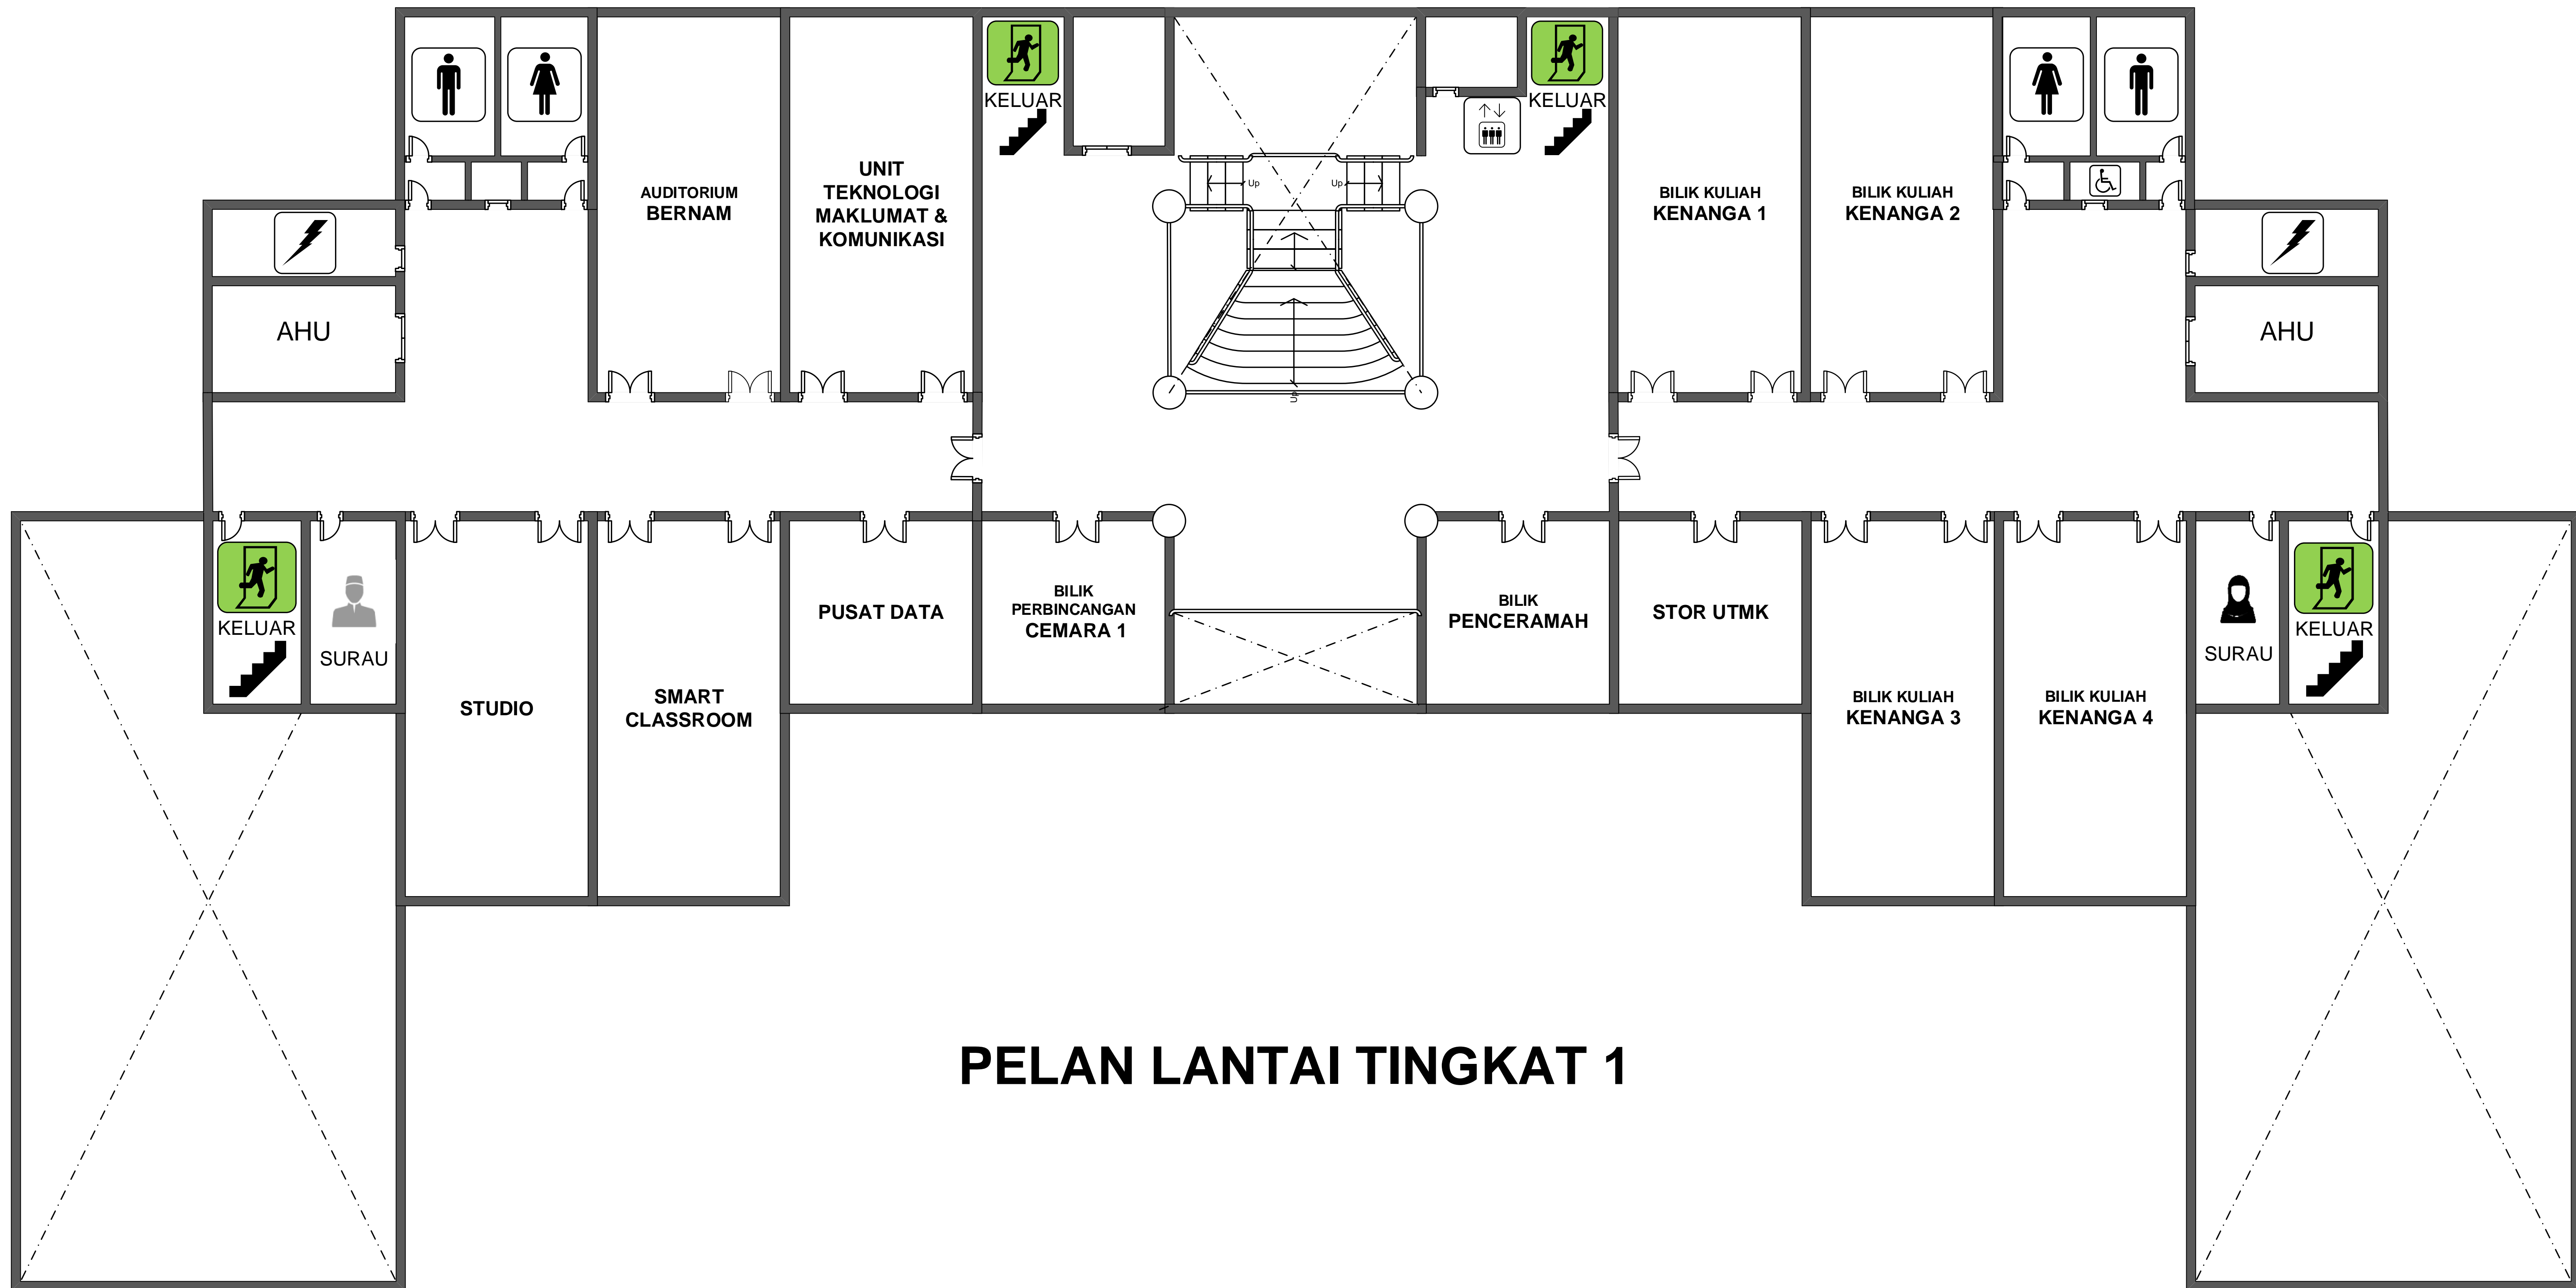 KELUAR
KELUAR
UNIT
TEKNOLOGI
MAKLUMAT &
KOMUNIKASI
AUDITORIUM
BERNAM
Up
Up
BILIK KULIAH
KENANGA 1
BILIK KULIAH
KENANGA 2
AHU
AHU
Up
KELUAR
SURAU
STUDIO
SMART
CLASSROOM
PUSAT DATA
BILIK
PERBINCANGAN
CEMARA 1
BILIK
PENCERAMAH
STOR UTMK
BILIK KULIAH
KENANGA 3
BILIK KULIAH
KENANGA 4
SURAU
KELUAR
PELAN LANTAI TINGKAT 1